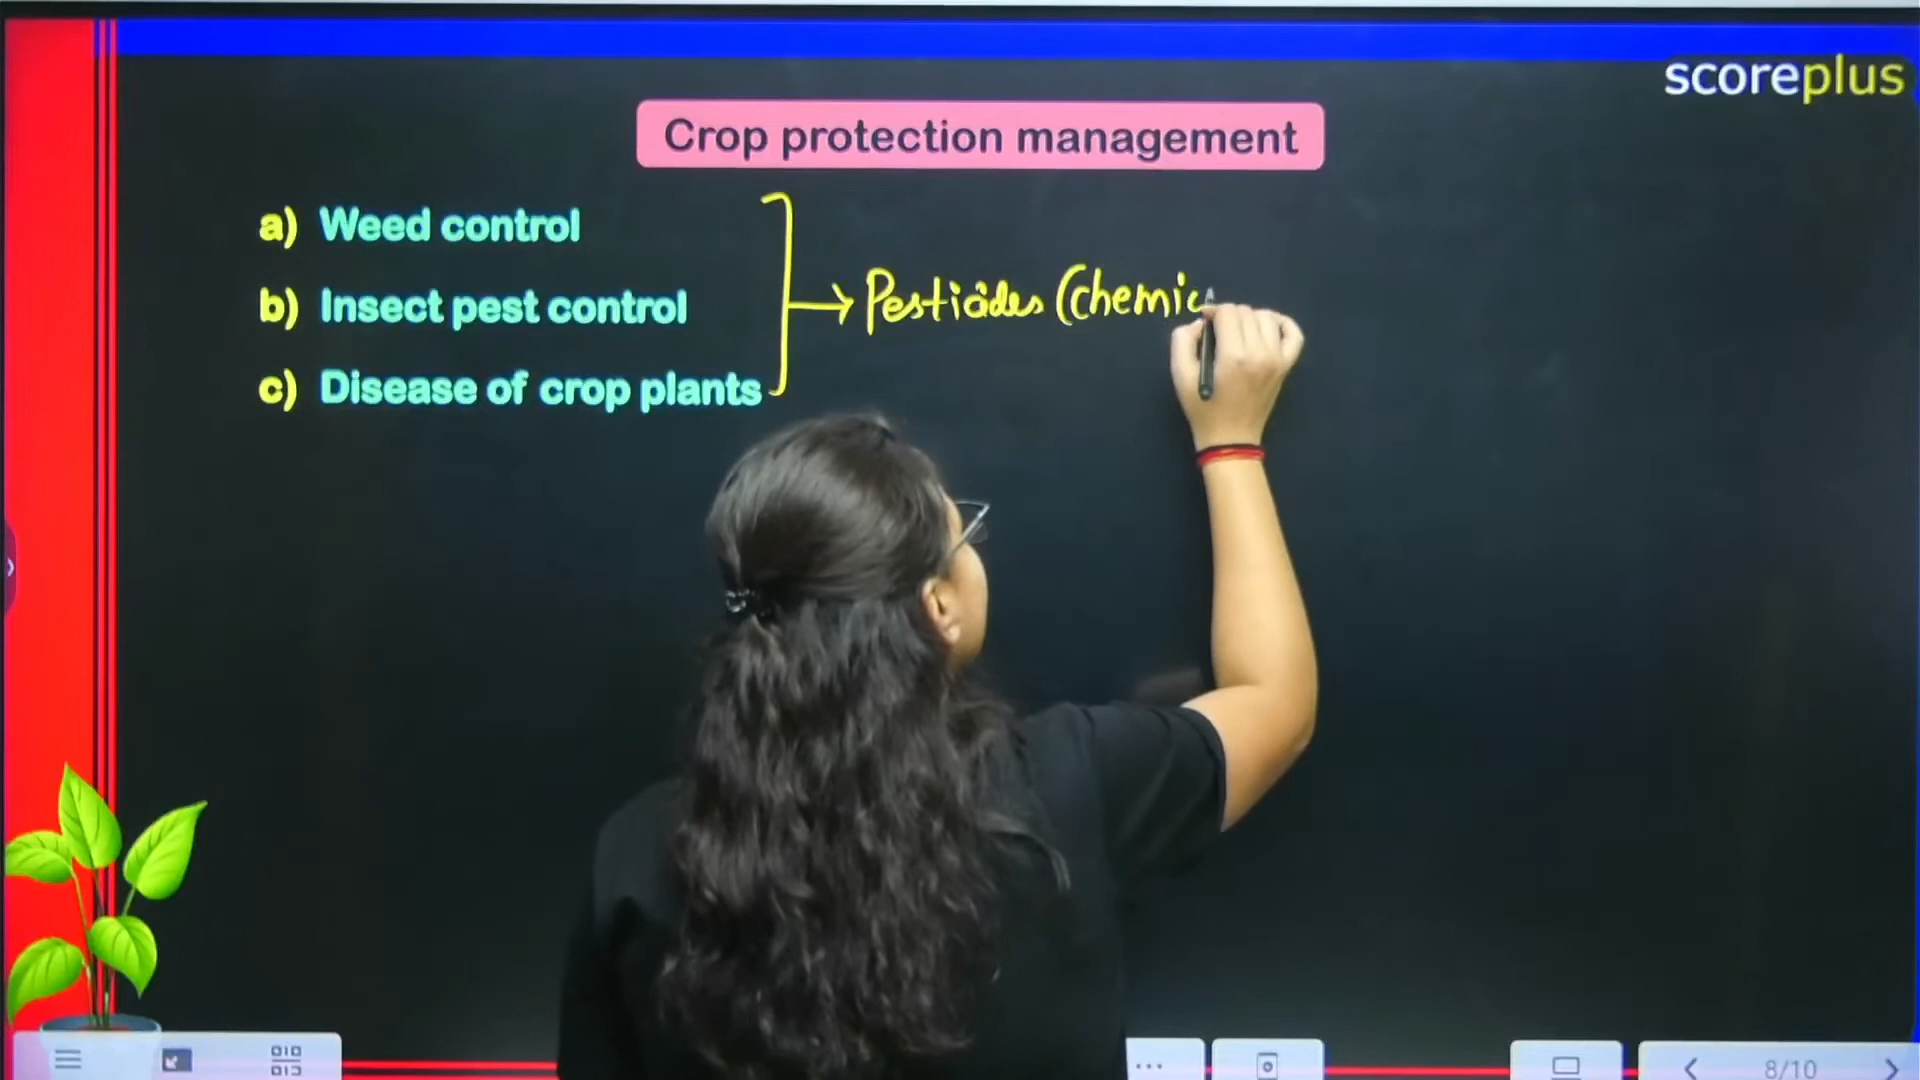 scoreplus
Crop protection management
a) Weed control
b) Insect pest control
c) Disease of crop plants
Pesticides (chemic
8/10